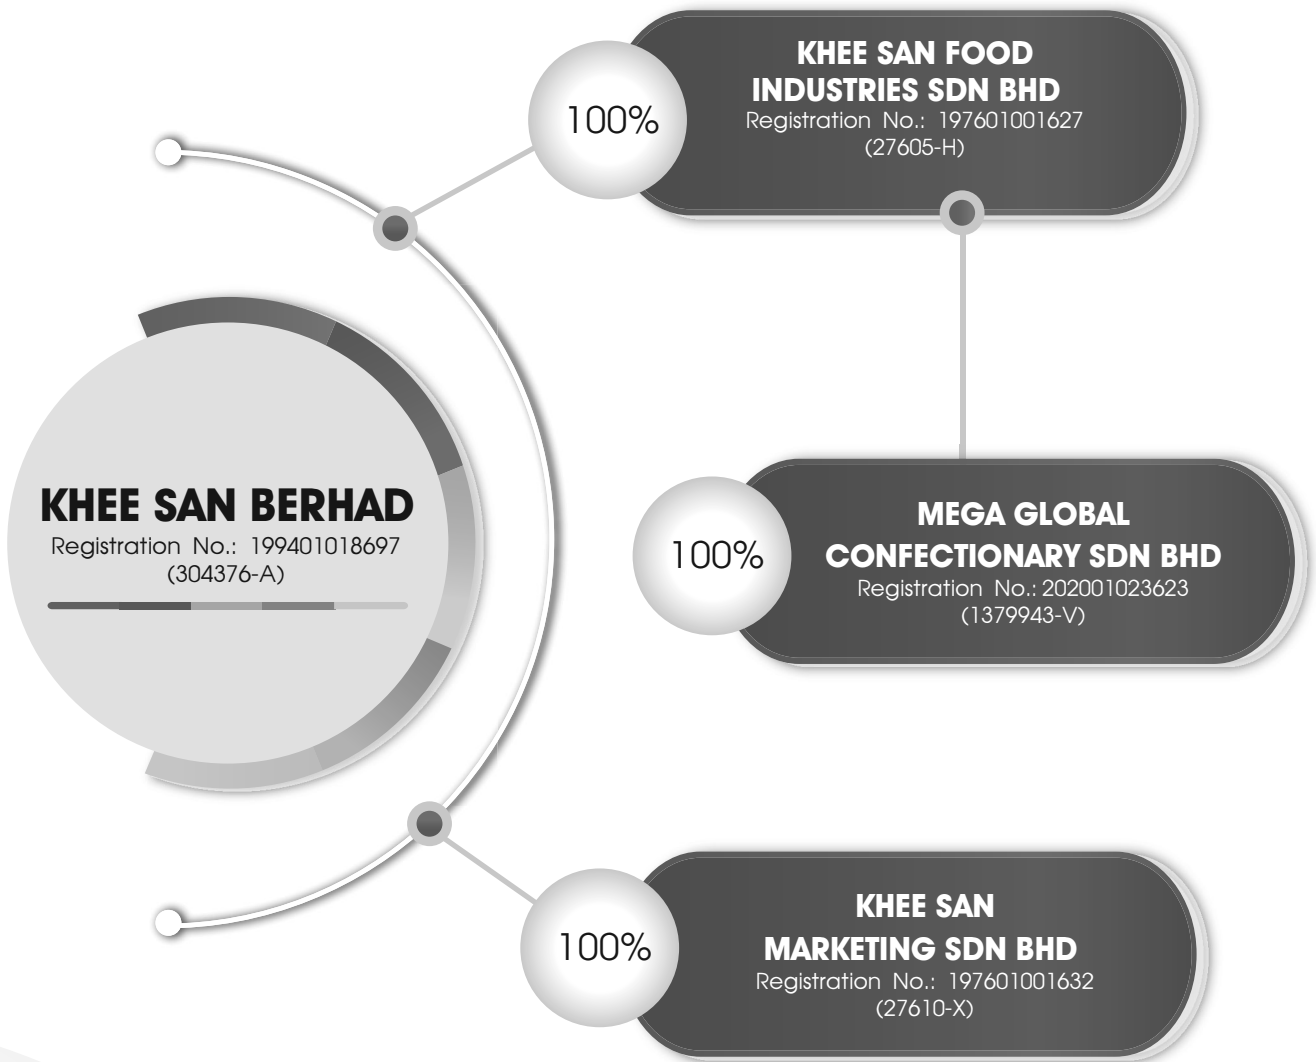 KHEE SAN FOOD
INDUSTRIES SDN BHD
Registration No.: 197601001627
(27605-H)
100%
KHEE SAN BERHAD
Registration No.: 199401018697
(304376-A)
MEGA GLOBAL
CONFECTIONARY SDN BHD
Registration No.: 202001023623
(1379943-V)
100%
KHEE SAN
MARKETING SDN BHD
Registration No.: 197601001632
(27610-X)
100%